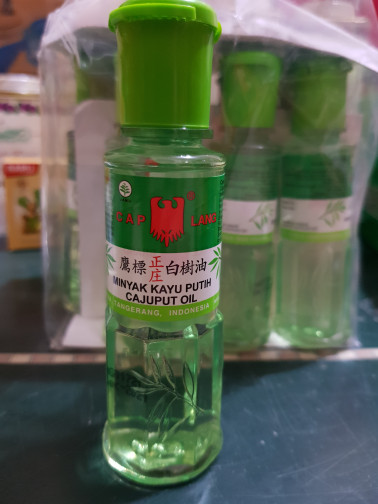 CAP LANG
®
鷹標 正庄 白樹油
MINYAK KAYU PUTIH
CAJUPUT OIL
TANGERANG, INDONESIA